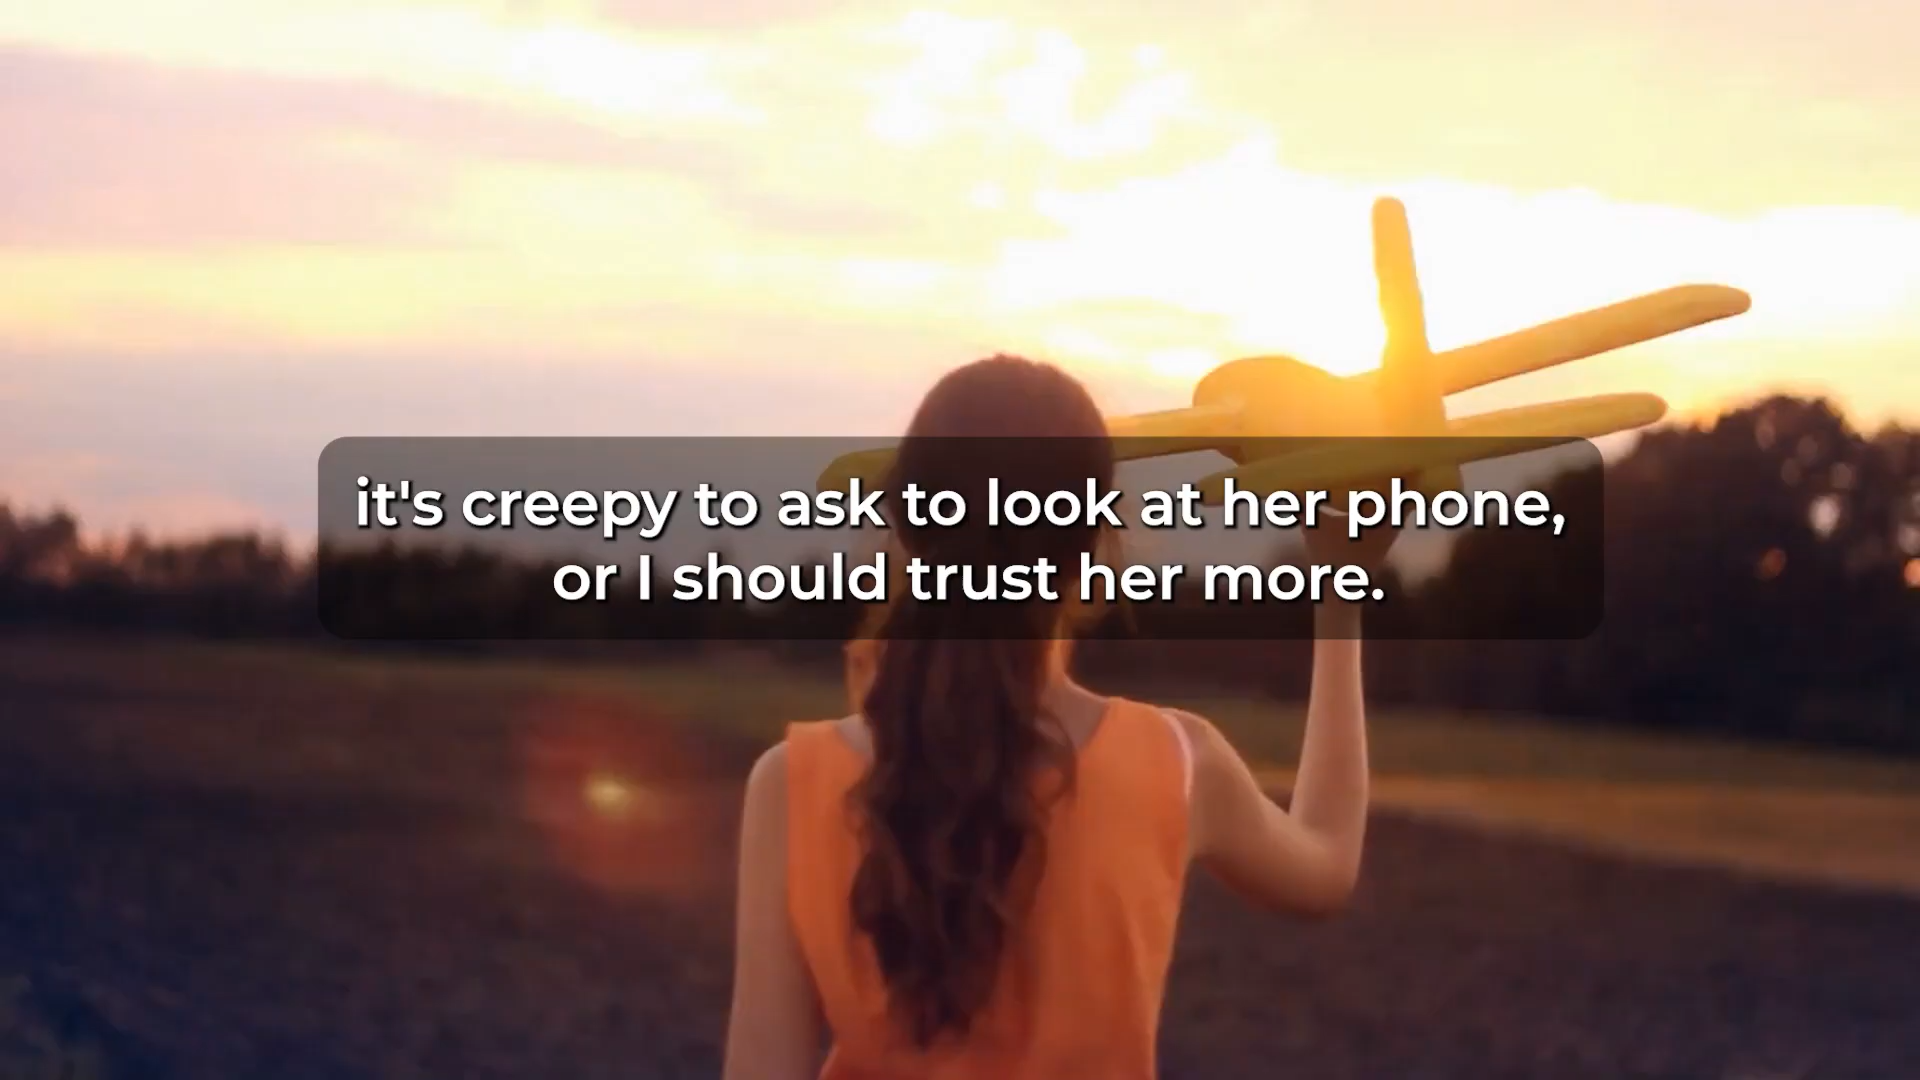 it's creepy to ask to look at her phone,
or I should trust her more.